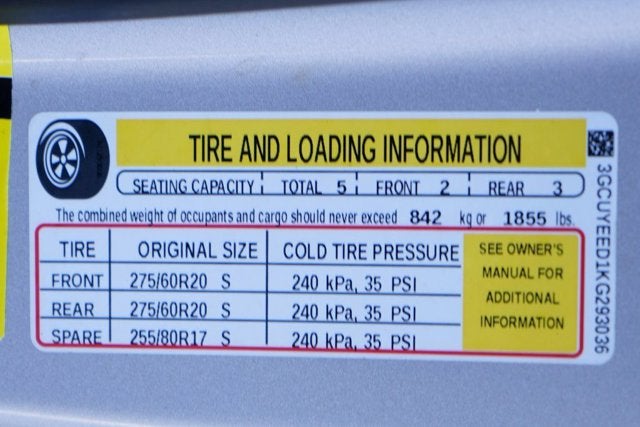 TIRE AND LOADING INFORMATION
SEATING CAPACITY TOTAL 5 FRONT 2 REAR 3
The combined weight of occupants and cargo should never exceed 842 kg or 1855 lbs.
TIRE ORIGINAL SIZE COLD TIRE PRESSURE
FRONT 275/60R20 S 240 kPa, 35 PSI
REAR 275/60R20 S 240 kPa, 35 PSI
SPARE 255/80R17 S 240 kPa, 35 PSI
SEE OWNER'S
MANUAL FOR
ADDITIONAL
INFORMATION
3GCUYEED1KG293036